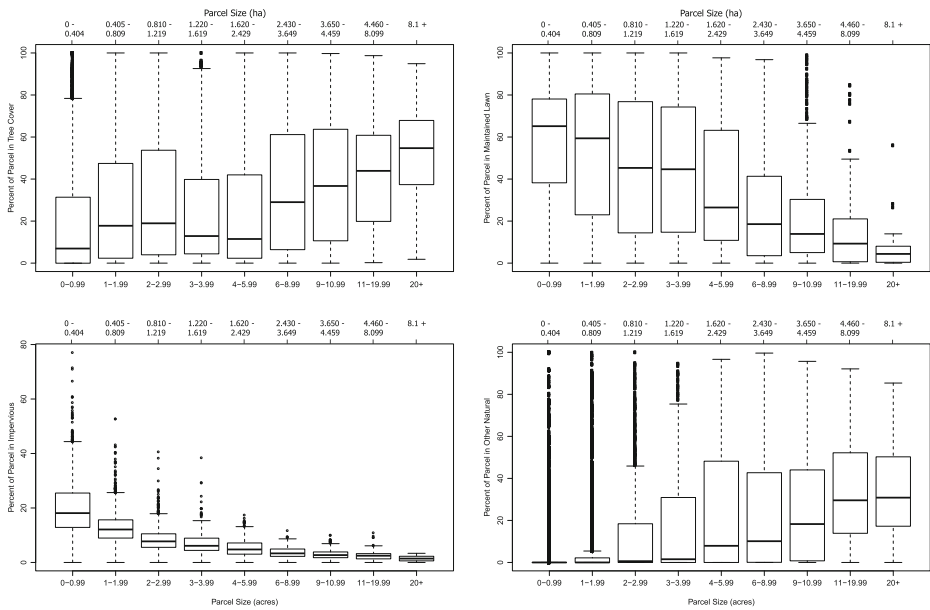 Parcel Size (ha)
0 - 0.405 - 0.810 - 1.220 - 1.620 - 2.430 - 3.650 - 4.460 - 8.1 +
0.404 0.809 1.219 1.619 2.429 3.649 4.459 8.099
Percent of Parcel in Tree Cover
100
80
60
40
20
0
0−0.99 1−1.99 2−2.99 3−3.99 4−5.99 6−8.99 9−10.99 11−19.99 20+
Parcel Size (ha)
0 - 0.405 - 0.810 - 1.220 - 1.620 - 2.430 - 3.650 - 4.460 - 8.1 +
0.404 0.809 1.219 1.619 2.429 3.649 4.459 8.099
Percent of Parcel in Maintained Lawn
100
80
60
40
20
0
0−0.99 1−1.99 2−2.99 3−3.99 4−5.99 6−8.99 9−10.99 11−19.99 20+
0 - 0.405 - 0.810 - 1.220 - 1.620 - 2.430 - 3.650 - 4.460 - 8.1 +
0.404 0.809 1.219 1.619 2.429 3.649 4.459 8.099
Percent of Parcel in Impervious
80
60
40
20
0
0−0.99 1−1.99 2−2.99 3−3.99 4−5.99 6−8.99 9−10.99 11−19.99 20+
Parcel Size (acres)
0 - 0.405 - 0.810 - 1.220 - 1.620 - 2.430 - 3.650 - 4.460 - 8.1 +
0.404 0.809 1.219 1.619 2.429 3.649 4.459 8.099
Percent of Parcel in Other Natural
100
80
60
40
20
0
0−0.99 1−1.99 2−2.99 3−3.99 4−5.99 6−8.99 9−10.99 11−19.99 20+
Parcel Size (acres)